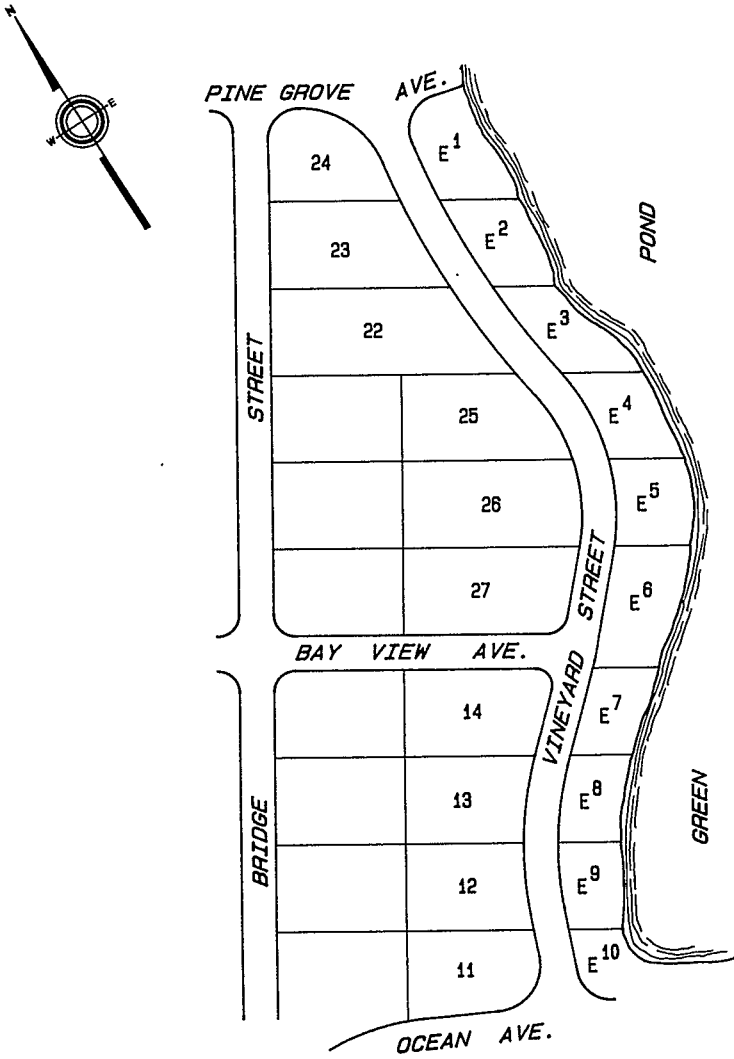 N
E
W
PINE GROVE AVE.
24
E1
23
E2
POND
22
E3
STREET
25
E4
26
E5
27
E6
VINEYARD STREET
BAY VIEW AVE.
14
E7
13
E8
GREEN
BRIDGE
12
E9
11
E10
OCEAN AVE.